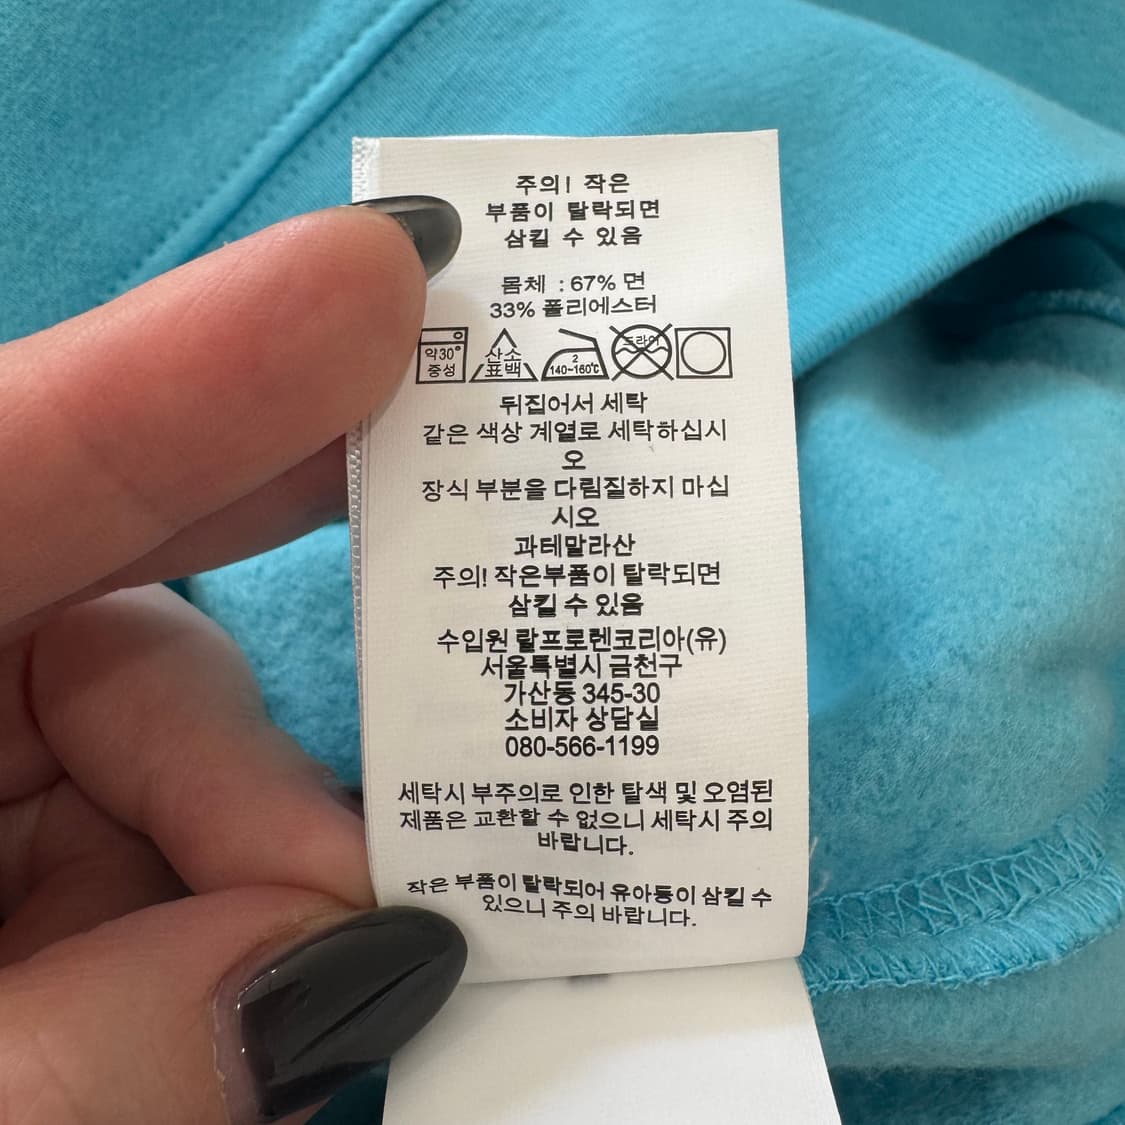 주의! 작은
부품이 탈락되면
삼킬 수 있음
몸체 : 67% 면
33% 폴리에스터
약30°
중성
산소
표백
2
140~160℃
드라이
뒤집어서 세탁
같은 색상 계열로 세탁하십시
오
장식 부분을 다림질하지 마십
시오
과테말라산
주의! 작은부품이 탈락되면
삼킬 수 있음
수입원 랄프로렌코리아(유)
서울특별시 금천구
가산동 345-30
소비자 상담실
080-566-1199
세탁시 부주의로 인한 탈색 및 오염된
제품은 교환할 수 없으니 세탁시 주의
바랍니다.
작은 부품이 탈락되어 유아등이 삼킬 수
있으니 주의 바랍니다.